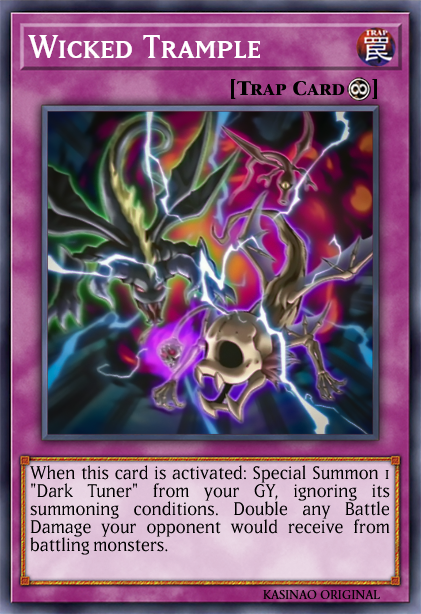 WICKED TRAMPLE
TRAP
罠
[TRAP CARD]
When this card is activated: Special Summon 1
"Dark Tuner" from your GY, ignoring its
summoning conditions. Double any Battle
Damage your opponent would receive from
battling monsters.
KASINAO ORIGINAL